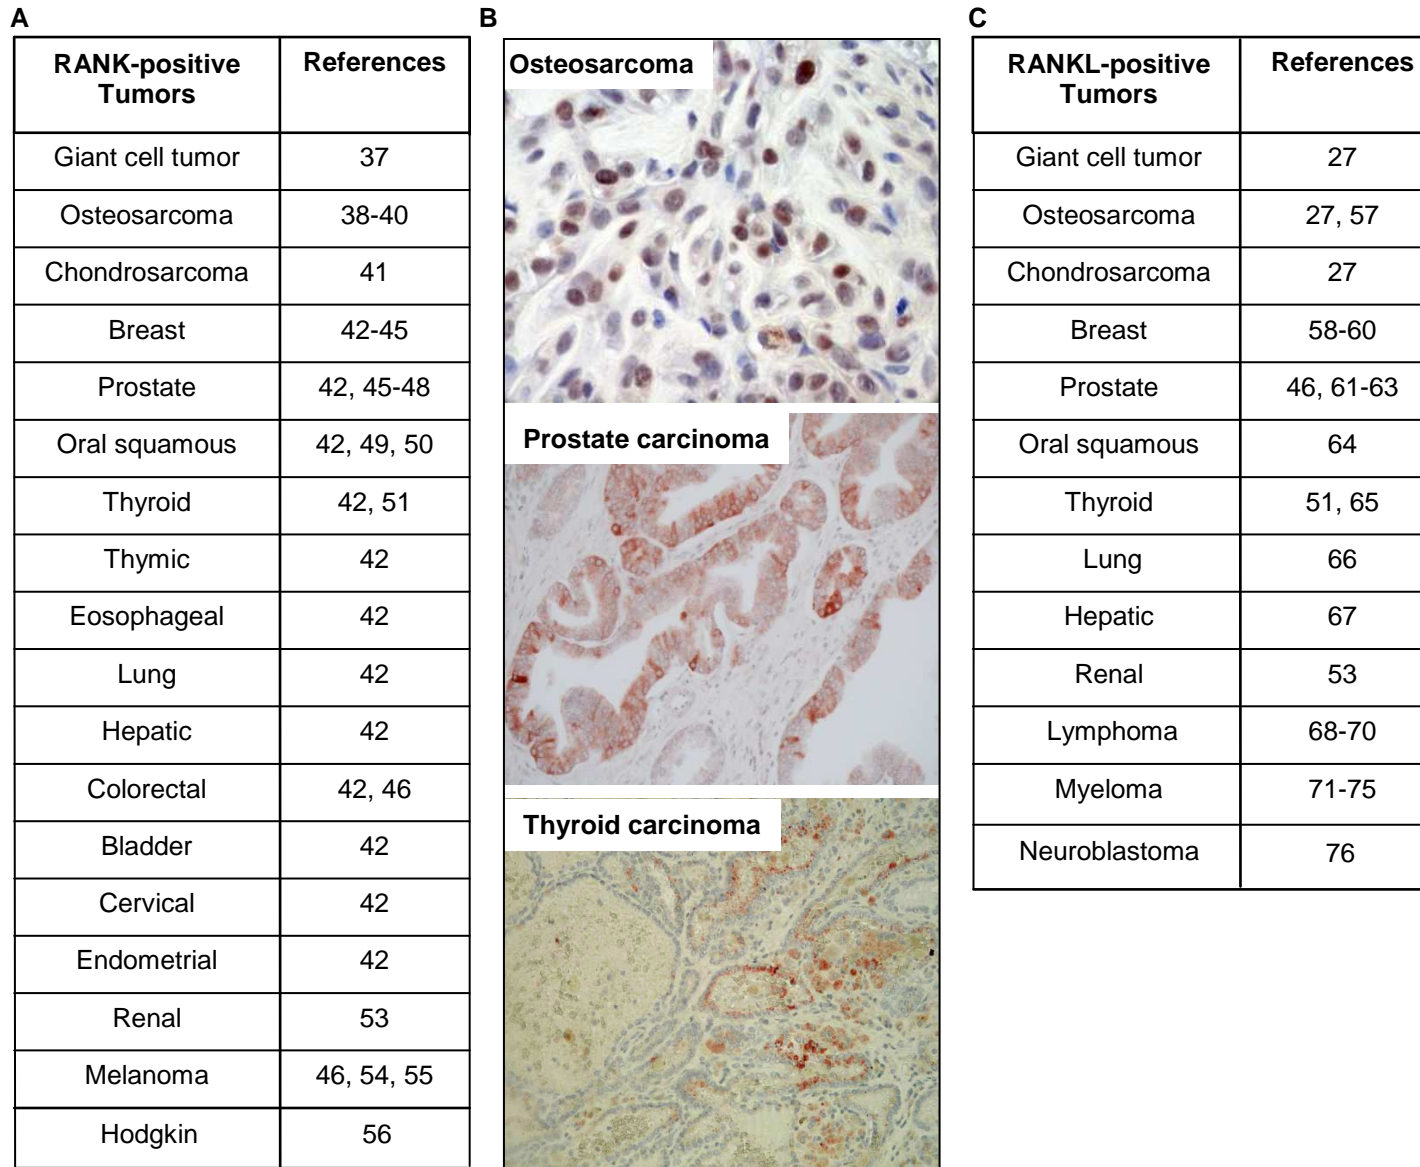 A
RANK-positive Tumors References
Giant cell tumor 37
Osteosarcoma 38-40
Chondrosarcoma 41
Breast 42-45
Prostate 42, 45-48
Oral squamous 42, 49, 50
Thyroid 42, 51
Thymic 42
Eosophageal 42
Lung 42
Hepatic 42
Colorectal 42, 46
Bladder 42
Cervical 42
Endometrial 42
Renal 53
Melanoma 46, 54, 55
Hodgkin 56
B
Osteosarcoma
Prostate carcinoma
Thyroid carcinoma
C
RANKL-positive Tumors References
Giant cell tumor 27
Osteosarcoma 27, 57
Chondrosarcoma 27
Breast 58-60
Prostate 46, 61-63
Oral squamous 64
Thyroid 51, 65
Lung 66
Hepatic 67
Renal 53
Lymphoma 68-70
Myeloma 71-75
Neuroblastoma 76